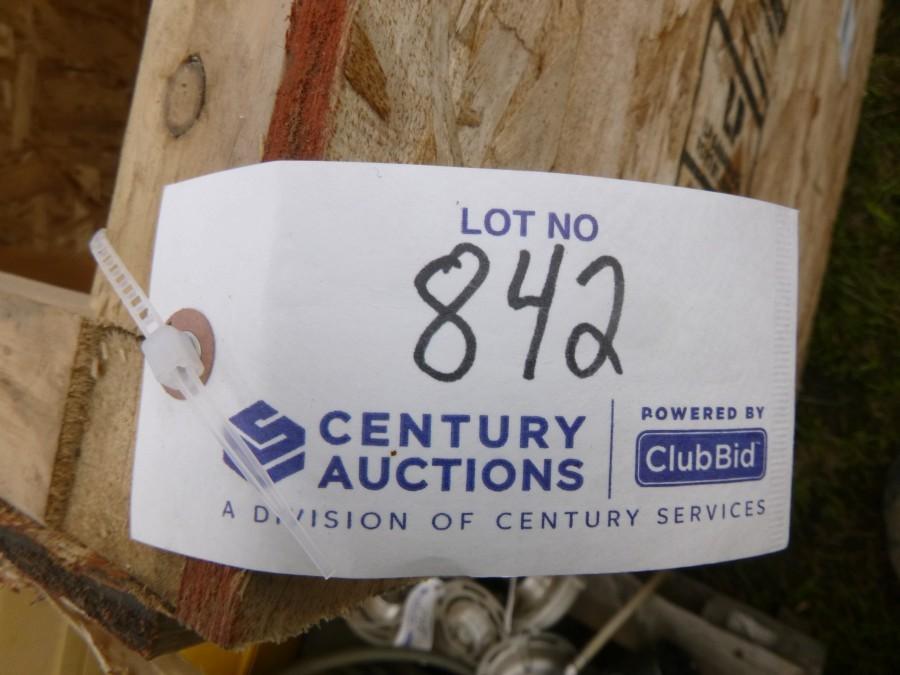 LOT NO
842
CENTURY
AUCTIONS
POWERED BY
ClubBid
A DIVISION OF CENTURY SERVICES